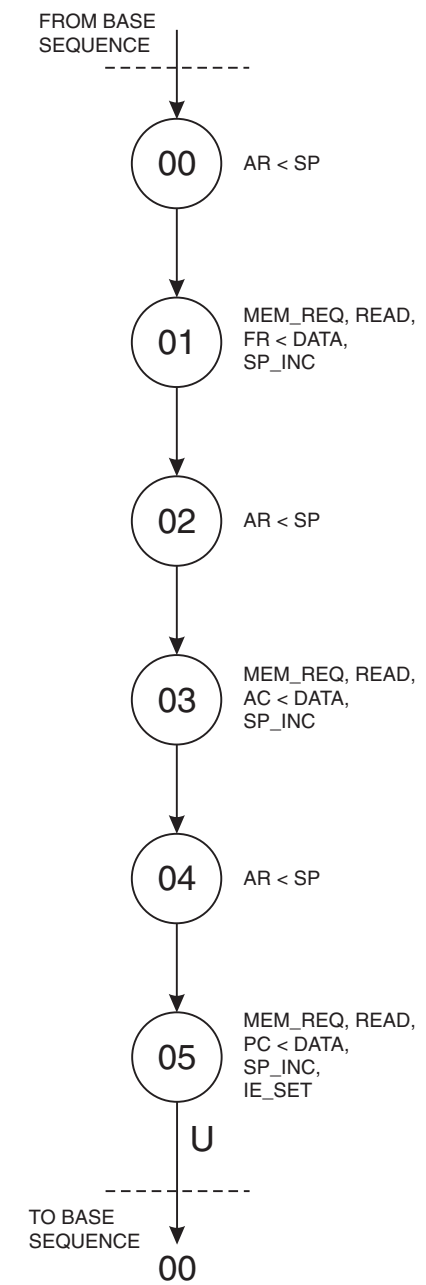 FROM BASE
SEQUENCE
00
AR < SP
01
MEM_REQ, READ,
FR < DATA,
SP_INC
02
AR < SP
03
MEM_REQ, READ,
AC < DATA,
SP_INC
04
AR < SP
05
MEM_REQ, READ,
PC < DATA,
SP_INC,
IE_SET
U
TO BASE
SEQUENCE
00